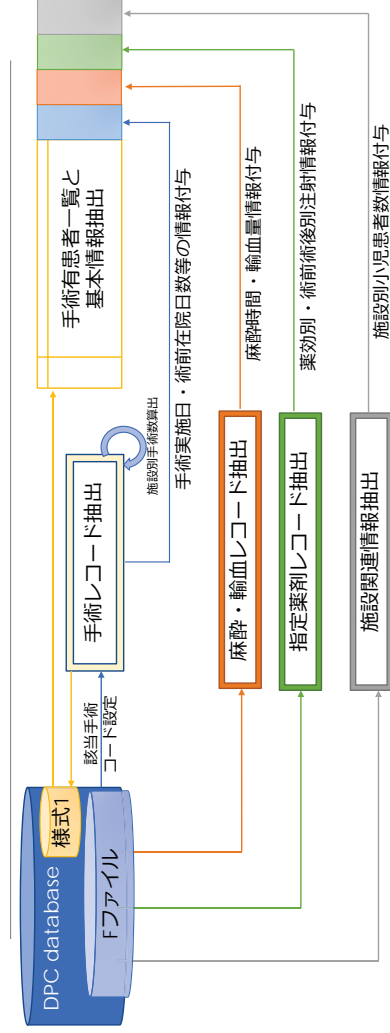 DPC database
様式1
Fファイル
該当手術
コード設定
手術レコード抽出
施設別手術数算出
手術有患者一覧と
基本情報抽出
手術実施日・術前在院日数等の情報付与
麻酔・輸血レコード抽出
麻酔時間・輸血量情報付与
指定薬剤レコード抽出
薬効別・術前術後別注射情報付与
施設関連情報抽出
施設別小児患者数情報付与